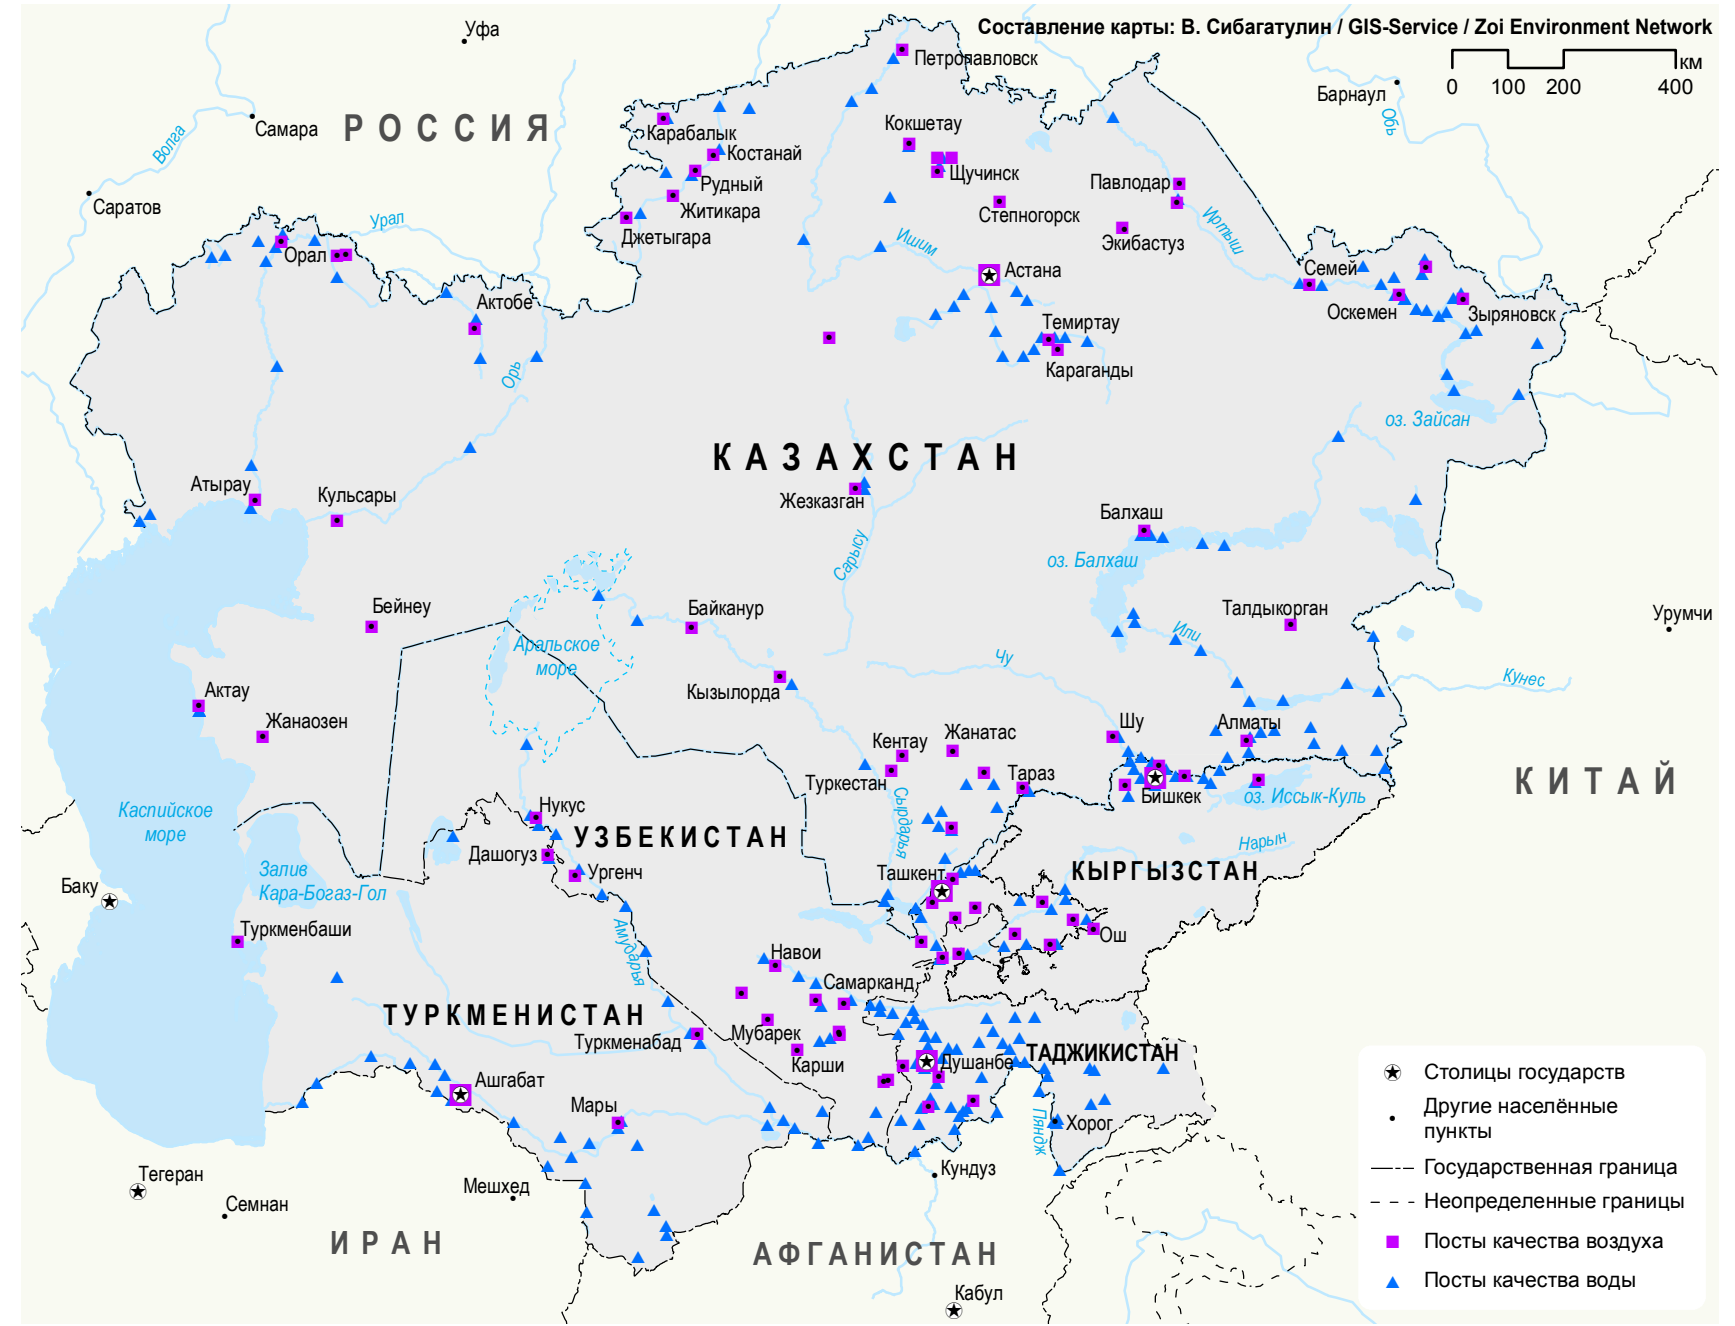 Составление карты: В. Сибагатулин / GIS-Service / Zoi Environment Network
км
0 100 200 400
Уфа
Петропавловск
Барнаул
Обь
Самара
РОССИЯ
Волга
Карабалык
Кокшетау
Костанай
Рудный
Щучинск
Павлодар
Саратов
Житикара
Степногорск
Иртыш
Урал
Джетыгара
Экибастуз
Ишим
Орал
Астана
Семей
Актобе
Темиртау
Оскемен
Зыряновск
Караганды
Орь
оз. Зайсан
КАЗАХСТАН
Атырау
Кульсары
Жезказган
Балхаш
Сарысу
оз. Балхаш
Бейнеу
Байканур
Талдыкорган
Урумчи
Или
Аральское
море
Чу
Кунес
Актау
Кызылорда
Жанаозен
Шу
Алматы
Кентау
Жанатас
Туркестан
Тараз
КИТАЙ
Бишкек
оз. Иссык-Куль
Каспийское
море
Нукус
Сырдарья
УЗБЕКИСТАН
Нарын
Дашогуз
Ургенч
Ташкент
КЫРГЫЗСТАН
Залив
Кара-Богаз-Гол
Баку
Туркменбаши
Амударья
Ош
Навои
Самарканд
ТУРКМЕНИСТАН
Мубарек
Туркменабад
Карши
Душанбе
ТАДЖИКИСТАН
Ашгабат
Мары
Пяндж
Хорог
Тегеран
Семнан
Мешхед
Кундуз
ИРАН
АФГАНИСТАН
Кабул
Столицы государств
Другие населённые
пункты
Государственная граница
Неопределенные границы
Посты качества воздуха
Посты качества воды